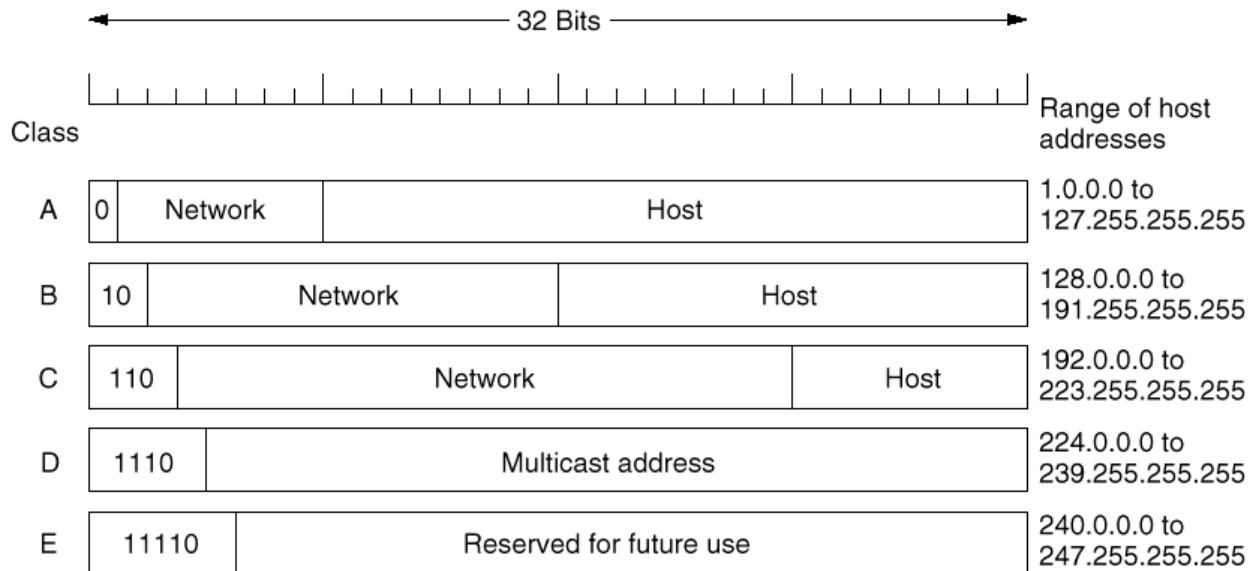 32 Bits
Class
Range of host
addresses
A
0
Network
Host
1.0.0.0 to
127.255.255.255
B
10
Network
Host
128.0.0.0 to
191.255.255.255
C
110
Network
Host
192.0.0.0 to
223.255.255.255
D
1110
Multicast address
224.0.0.0 to
239.255.255.255
E
11110
Reserved for future use
240.0.0.0 to
247.255.255.255